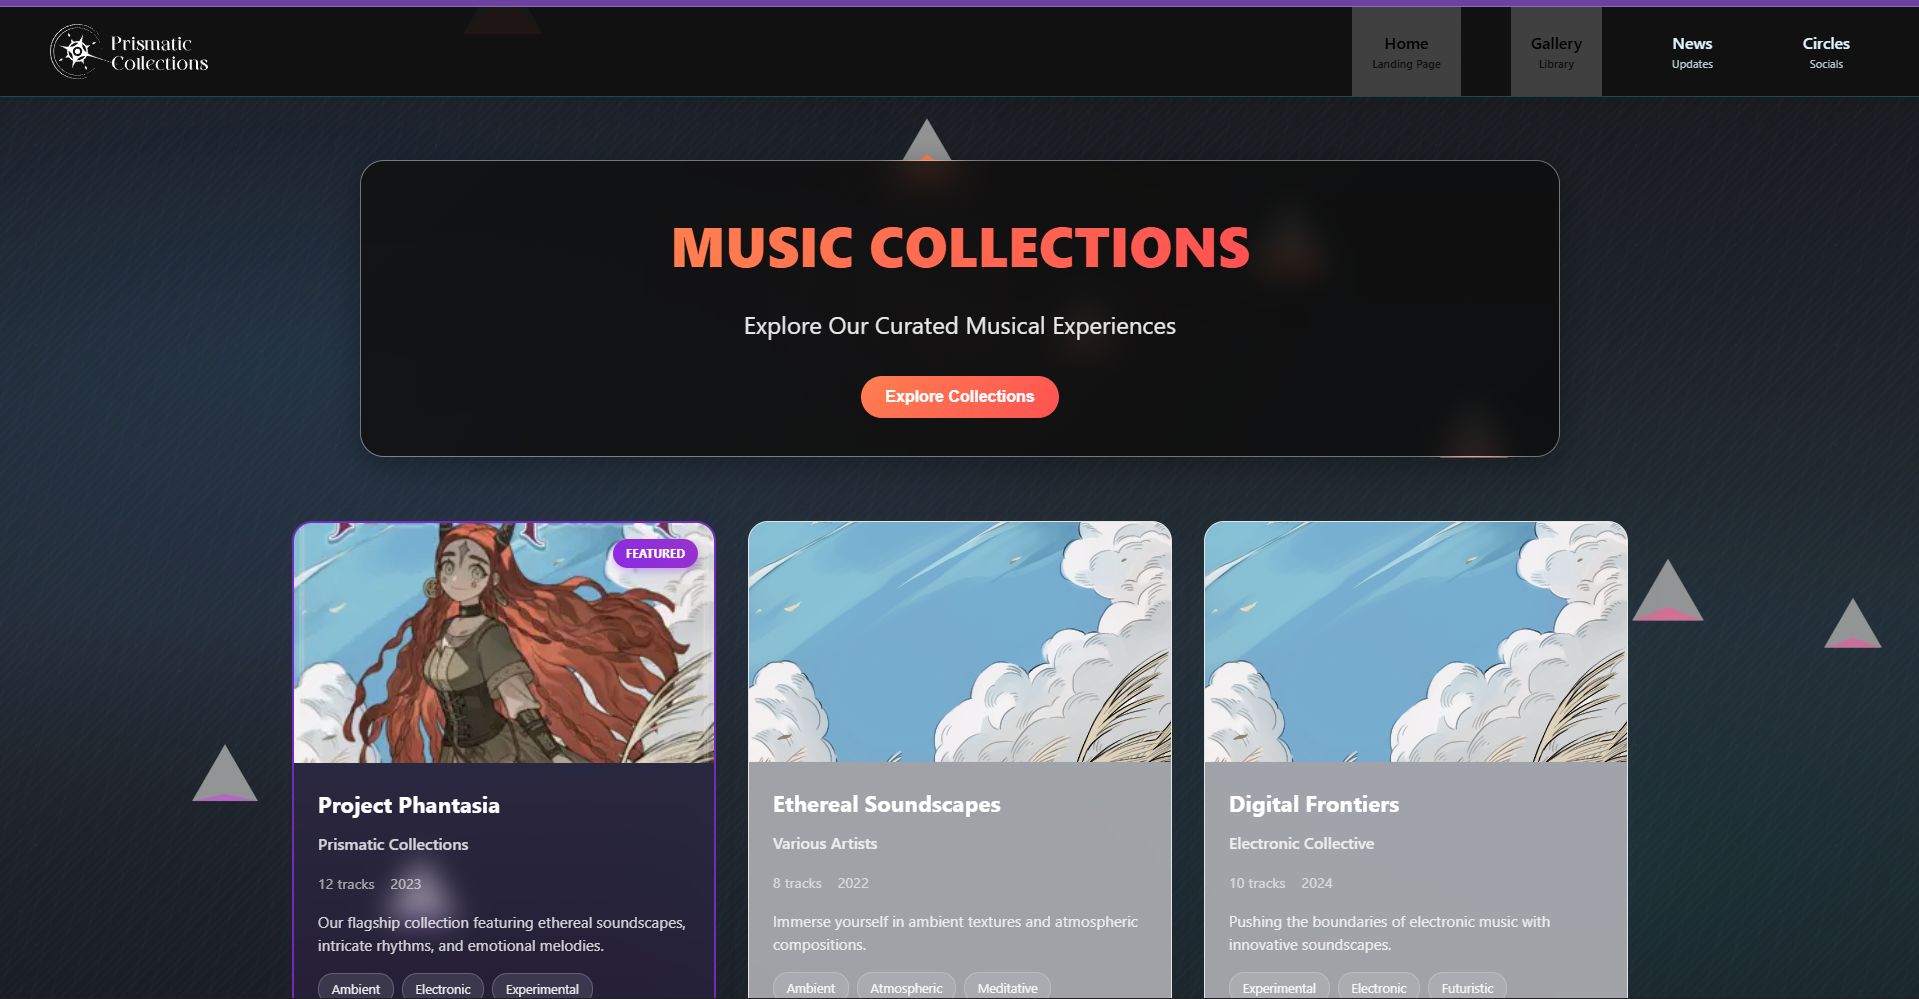 Prismatic
Collections
Home
Landing Page
Gallery
Library
News
Updates
Circles
Socials
MUSIC COLLECTIONS
Explore Our Curated Musical Experiences
Explore Collections
FEATURED
Project Phantasia
Prismatic Collections
12 tracks 2023
Our flagship collection featuring ethereal soundscapes,
intricate rhythms, and emotional melodies.
Ambient Electronic Experimental
Ethereal Soundscapes
Various Artists
8 tracks 2022
Immerse yourself in ambient textures and atmospheric
compositions.
Ambient Atmospheric Meditative
Digital Frontiers
Electronic Collective
10 tracks 2024
Pushing the boundaries of electronic music with
innovative soundscapes.
Experimental Electronic Futuristic